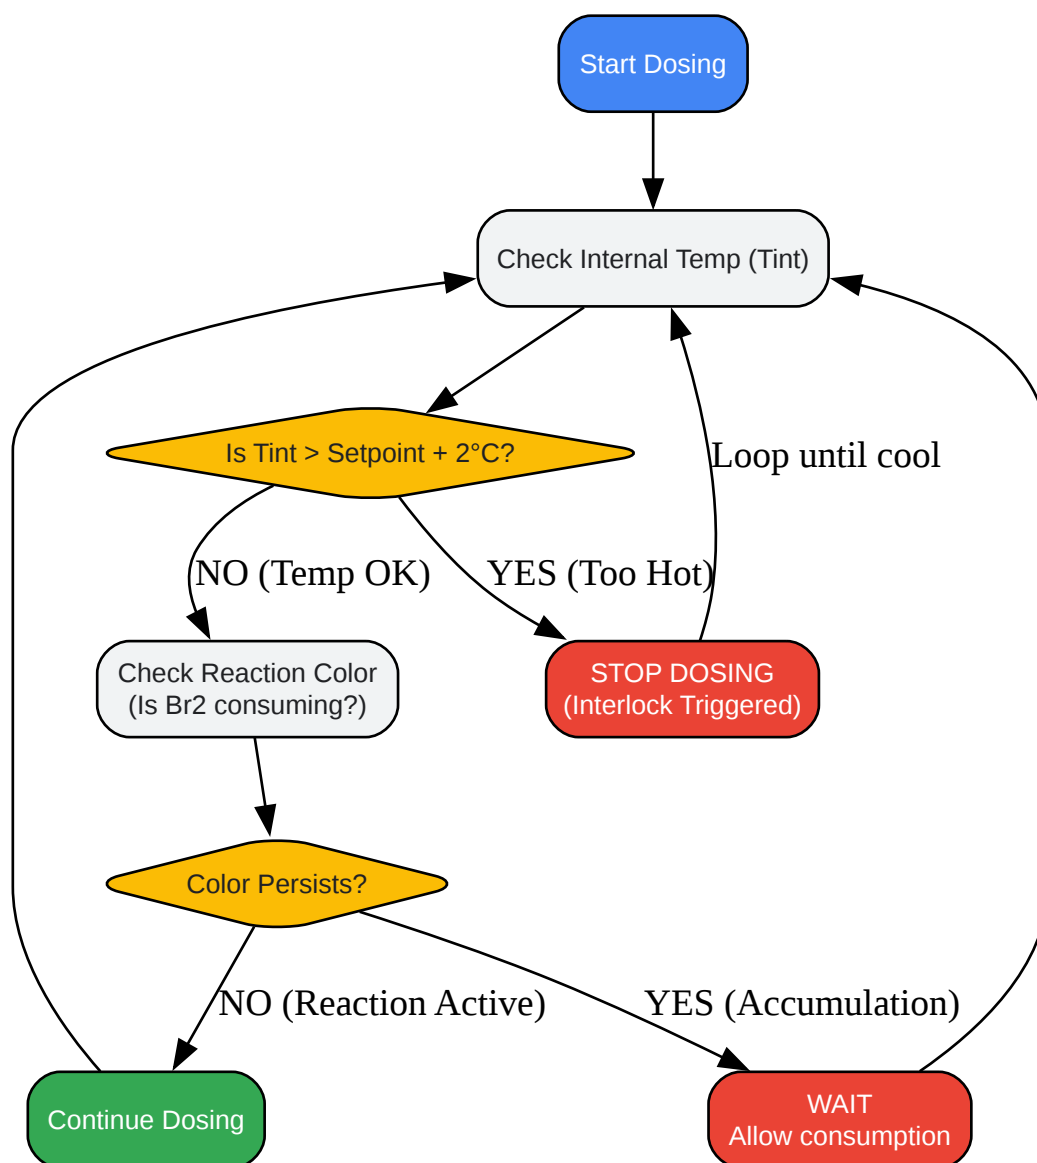 Start Dosing
Check Internal Temp (Tint)
Is Tint > Setpoint + 2°C?
Loop until cool
NO (Temp OK)
YES (Too Hot)
Check Reaction Color
(Is Br2 consuming?)
STOP DOSING
(Interlock Triggered)
Color Persists?
NO (Reaction Active)
YES (Accumulation)
Continue Dosing
WAIT
Allow consumption